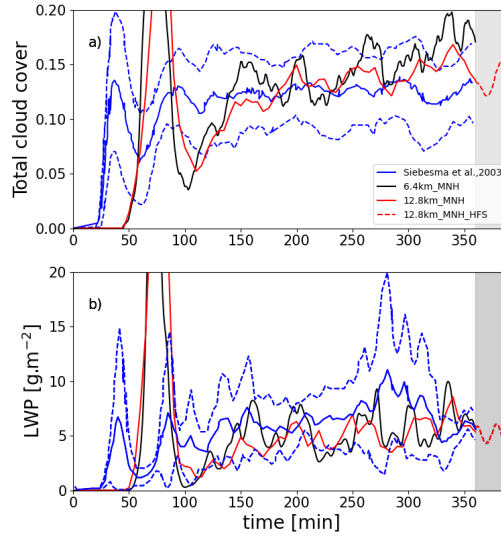 0.20
a)
0.15
Total cloud cover
0.10
0.05
Siebesma et al.,2003
6.4km_MNH
12.8km_MNH
12.8km_MNH_HFS
0.00
0 50 100 150 200 250 300 350
20
b)
15
LWP [g.m⁻²]
10
5
0
0 50 100 150 200 250 300 350
time [min]